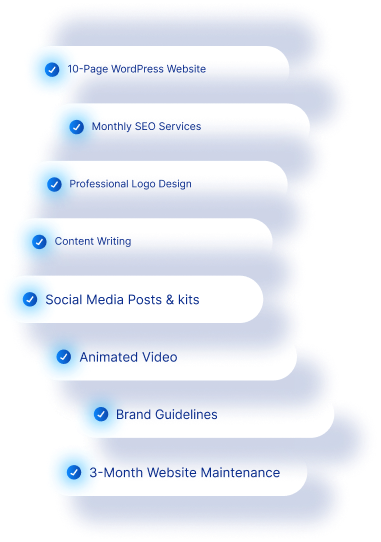 10-Page WordPress Website
Monthly SEO Services
Professional Logo Design
Content Writing
Social Media Posts & kits
Animated Video
Brand Guidelines
3-Month Website Maintenance